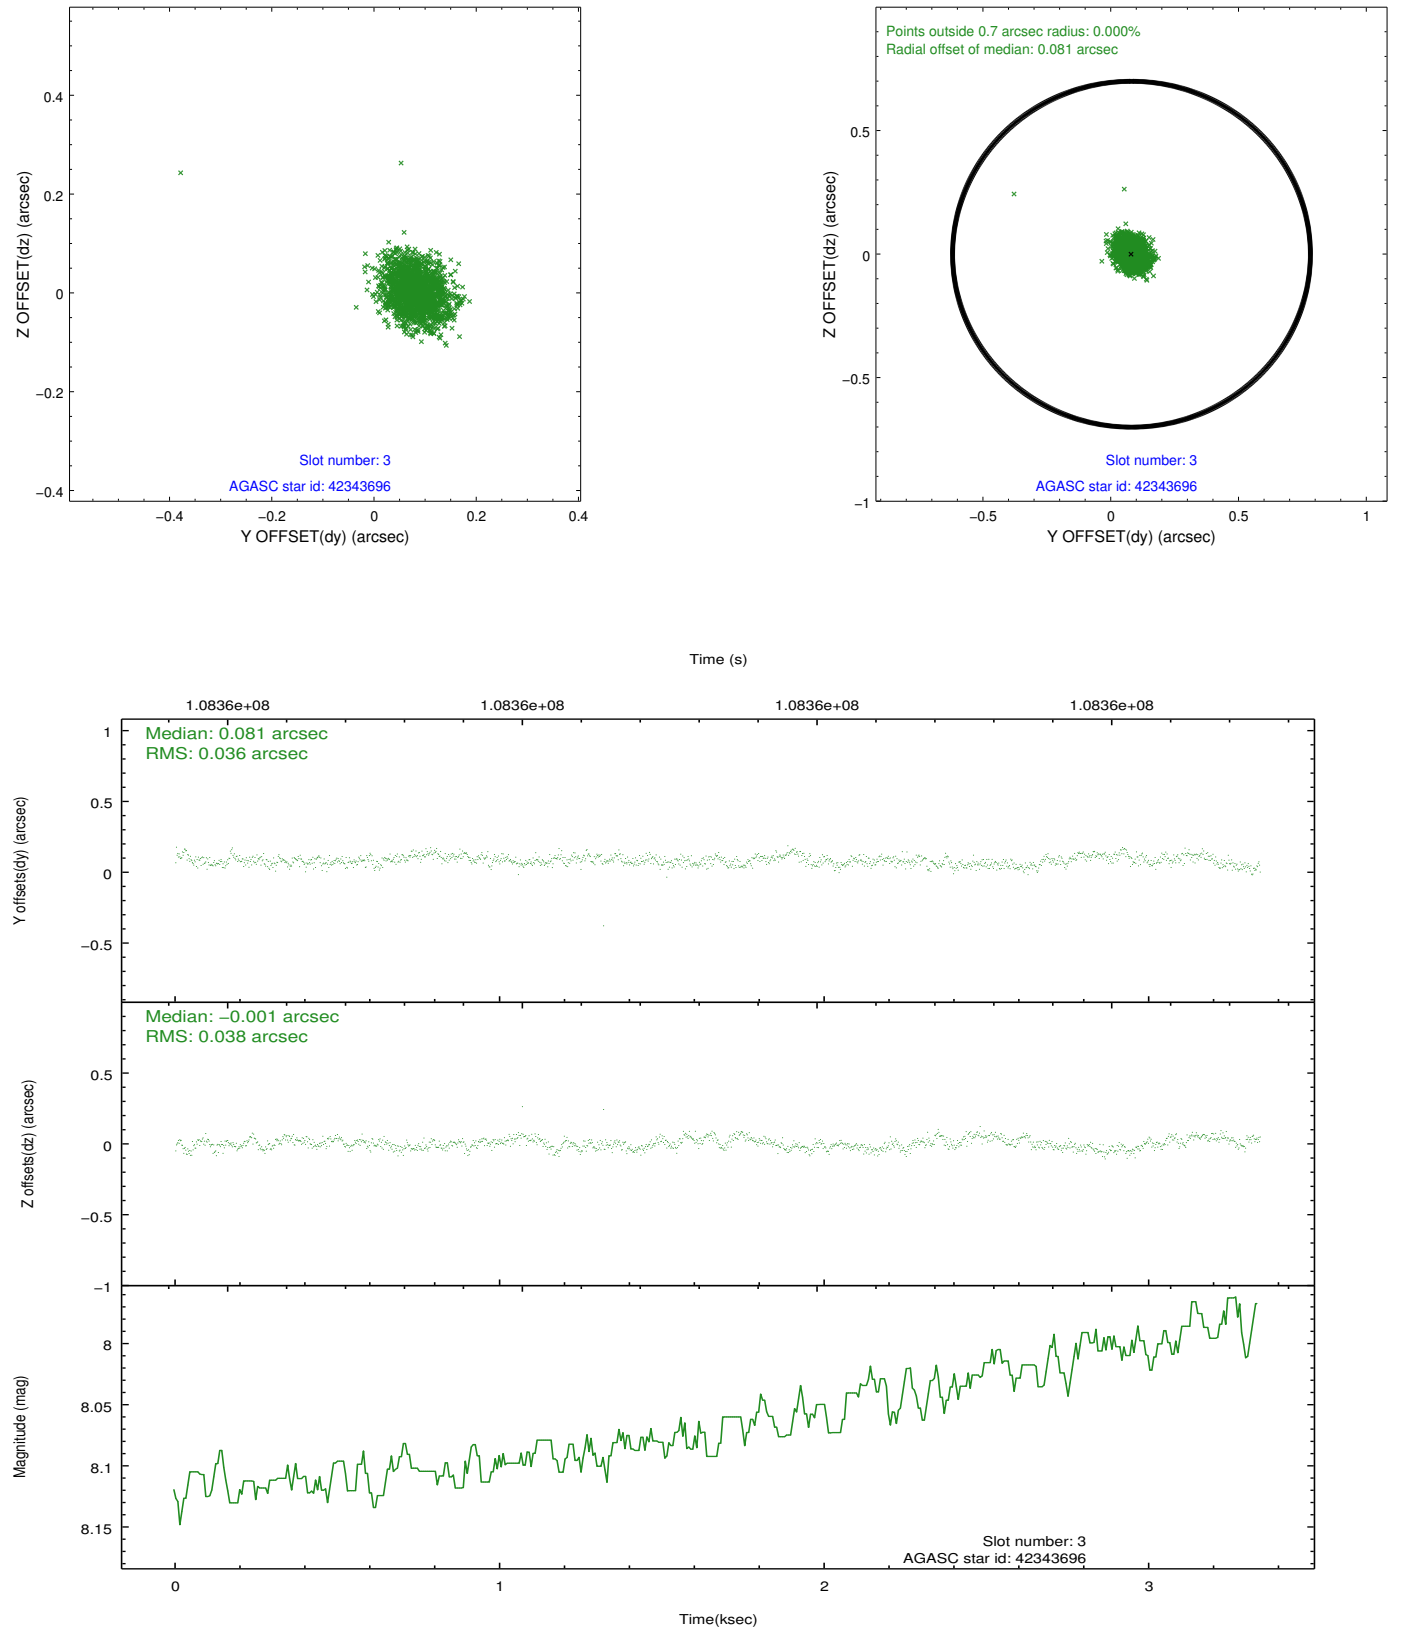 0.4
0.2
0
−0.2
−0.4
Z OFFSET(dz) (arcsec)
Slot number: 3
AGASC star id: 42343696
−0.4 −0.2 0 0.2 0.4
Y OFFSET(dy) (arcsec)
Points outside 0.7 arcsec radius: 0.000%
Radial offset of median: 0.081 arcsec
0.5
0
−0.5
−1
Z OFFSET(dz) (arcsec)
Slot number: 3
AGASC star id: 42343696
−0.5 0 0.5 1
Y OFFSET(dy) (arcsec)
Time (s)
1.0836e+08 1.0836e+08 1.0836e+08 1.0836e+08
Median: 0.081 arcsec
RMS: 0.036 arcsec
1
0.5
0
−0.5
Y offsets(dy) (arcsec)
Median: −0.001 arcsec
RMS: 0.038 arcsec
0.5
0
−0.5
−1
Z offsets(dz) (arcsec)
8
8.05
8.1
8.15
Magnitude (mag)
Slot number: 3
AGASC star id: 42343696
0 1 2 3
Time(ksec)